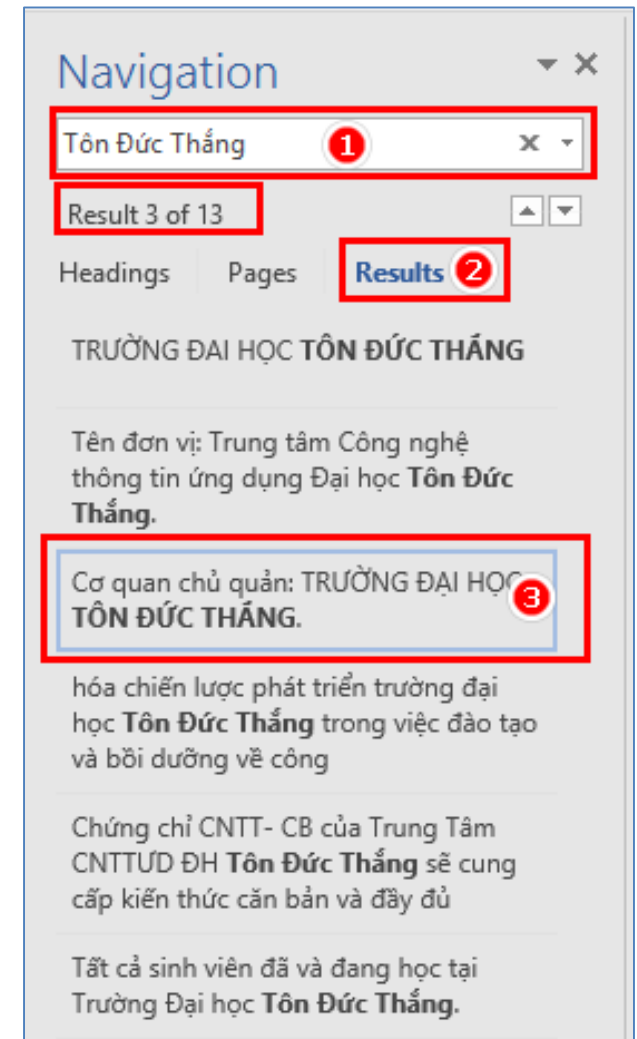 Navigation
Tôn Đức Thắng 1
Result 3 of 13
Headings Pages Results 2
TRƯỜNG ĐAI HỌC TÔN ĐỨC THẮNG
Tên đơn vị: Trung tâm Công nghệ
thông tin ứng dụng Đại học Tôn Đức
Thắng.
Cơ quan chủ quản: TRƯỜNG ĐẠI HỌC 3
TÔN ĐỨC THẮNG.
hóa chiến lược phát triển trường đại
học Tôn Đức Thắng trong việc đào tạo
và bồi dưỡng về công
Chứng chỉ CNTT- CB của Trung Tâm
CNTTƯD ĐH Tôn Đức Thắng sẽ cung
cấp kiến thức căn bản và đầy đủ
Tất cả sinh viên đã và đang học tại
Trường Đại học Tôn Đức Thắng.